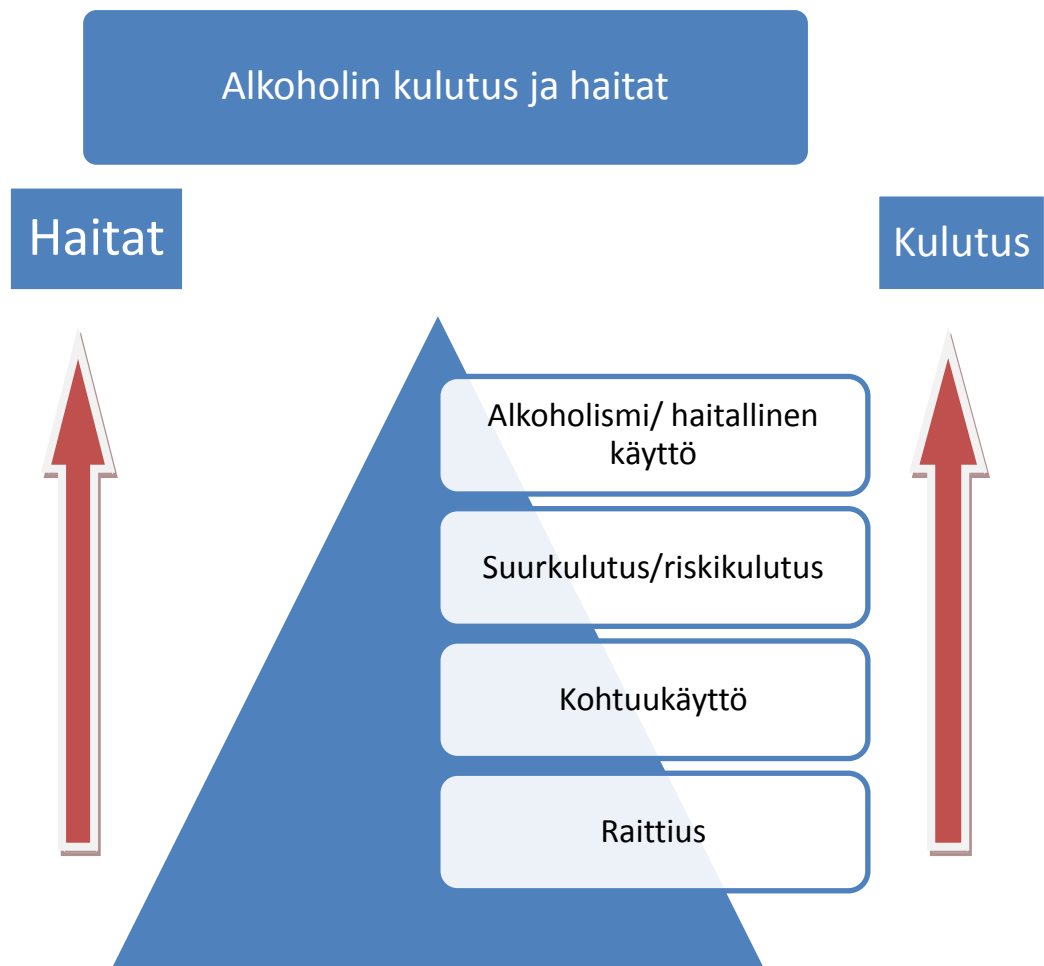 Alkoholin kulutus ja haitat
Haitat
Kulutus
Alkoholismi/ haitallinen
käyttö
Suurkulutus/riskikulutus
Kohtuukäyttö
Raittius